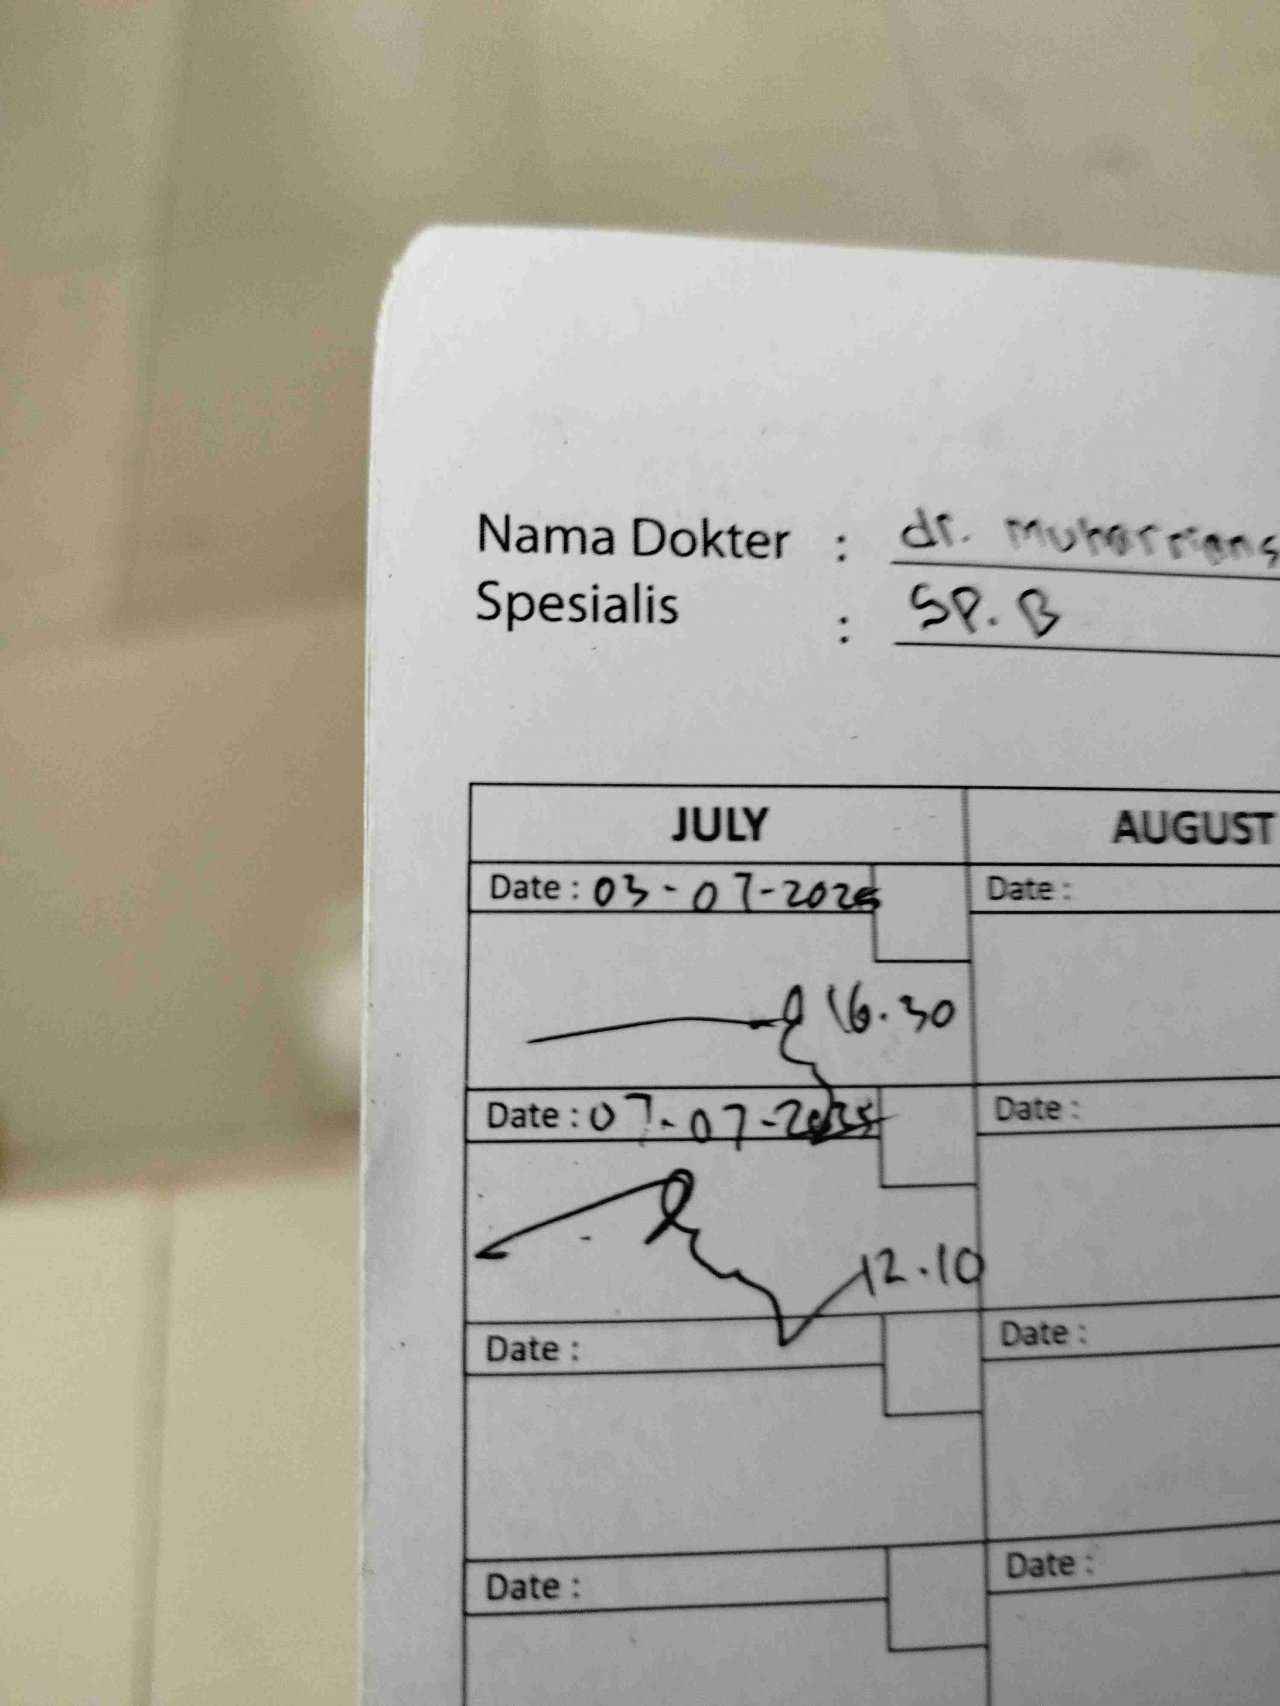 Nama Dokter : dr.
Spesialis : SP. B
JULY AUGUST
Date : 03-07-2025 Date :
16.30
Date : 07-07-2025 Date :
12.10
Date : Date :
Date : Date :